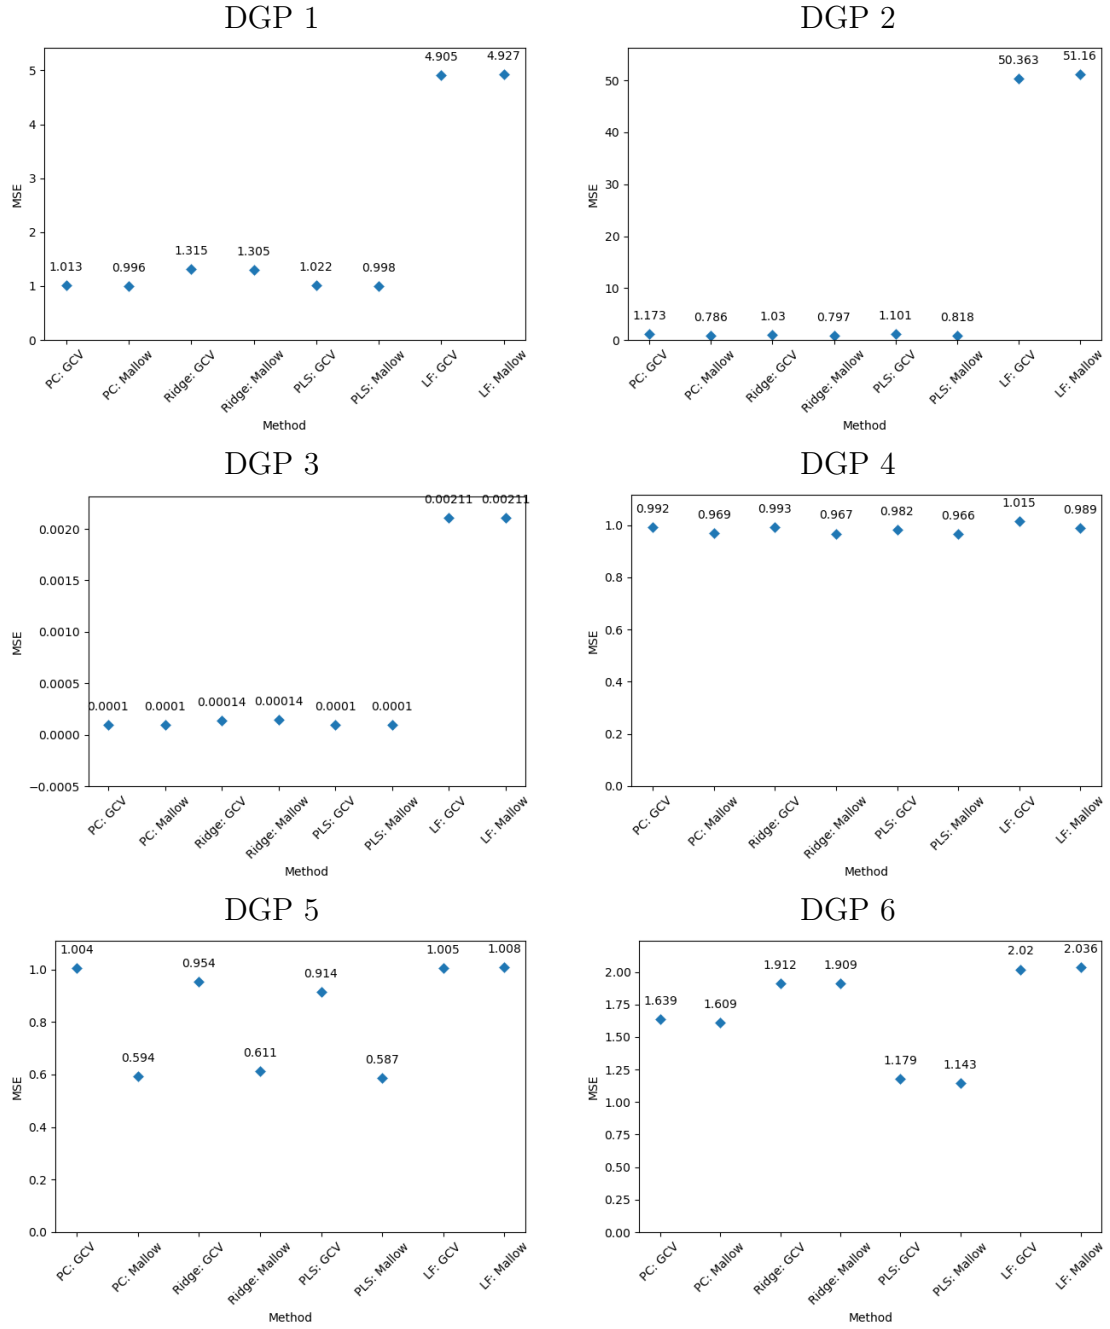 DGP 1
5
4
3
2
1
0
MSE
1.013
0.996
1.315
1.305
1.022
0.998
4.905
4.927
PC: GCV
PC: Mallow
Ridge: GCV
Ridge: Mallow
PLS: GCV
PLS: Mallow
LF: GCV
LF: Mallow
Method
DGP 2
50
40
30
20
10
0
MSE
1.173
0.786
1.03
0.797
1.101
0.818
50.363
51.16
PC: GCV
PC: Mallow
Ridge: GCV
Ridge: Mallow
PLS: GCV
PLS: Mallow
LF: GCV
LF: Mallow
Method
DGP 3
0.0020
0.0015
0.0010
0.0005
0.0000
−0.0005
MSE
0.0001
0.0001
0.00014
0.00014
0.0001
0.0001
0.00211
0.00211
PC: GCV
PC: Mallow
Ridge: GCV
Ridge: Mallow
PLS: GCV
PLS: Mallow
LF: GCV
LF: Mallow
Method
DGP 4
1.0
0.8
0.6
0.4
0.2
0.0
MSE
0.992
0.969
0.993
0.967
0.982
0.966
1.015
0.989
PC: GCV
PC: Mallow
Ridge: GCV
Ridge: Mallow
PLS: GCV
PLS: Mallow
LF: GCV
LF: Mallow
Method
DGP 5
1.0
0.8
0.6
0.4
0.2
0.0
MSE
1.004
0.594
0.954
0.611
0.914
0.587
1.005
1.008
PC: GCV
PC: Mallow
Ridge: GCV
Ridge: Mallow
PLS: GCV
PLS: Mallow
LF: GCV
LF: Mallow
Method
DGP 6
2.00
1.75
1.50
1.25
1.00
0.75
0.50
0.25
0.00
MSE
1.639
1.609
1.912
1.909
1.179
1.143
2.02
2.036
PC: GCV
PC: Mallow
Ridge: GCV
Ridge: Mallow
PLS: GCV
PLS: Mallow
LF: GCV
LF: Mallow
Method